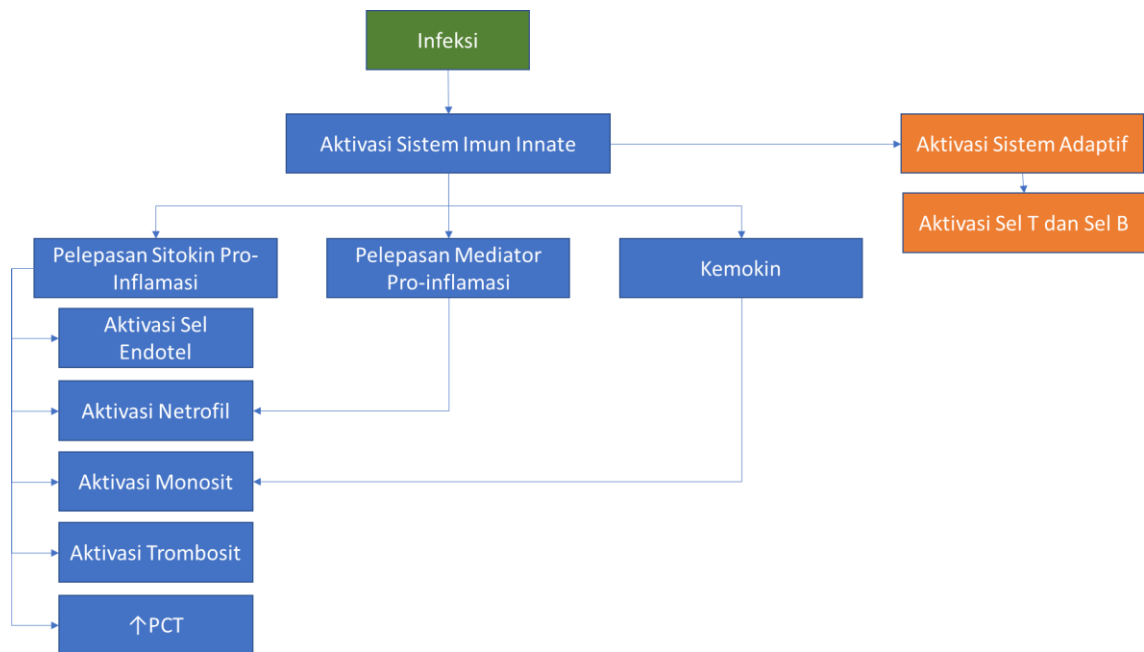 Infeksi
Aktivasi Sistem Imun Innate
Aktivasi Sistem Adaptif
Aktivasi Sel T dan Sel B
Pelepasan Sitokin Pro-
Inflamasi
Pelepasan Mediator
Pro-inflamasi
Kemokin
Aktivasi Sel
Endotel
Aktivasi Netrofil
Aktivasi Monosit
Aktivasi Trombosit
↑PCT